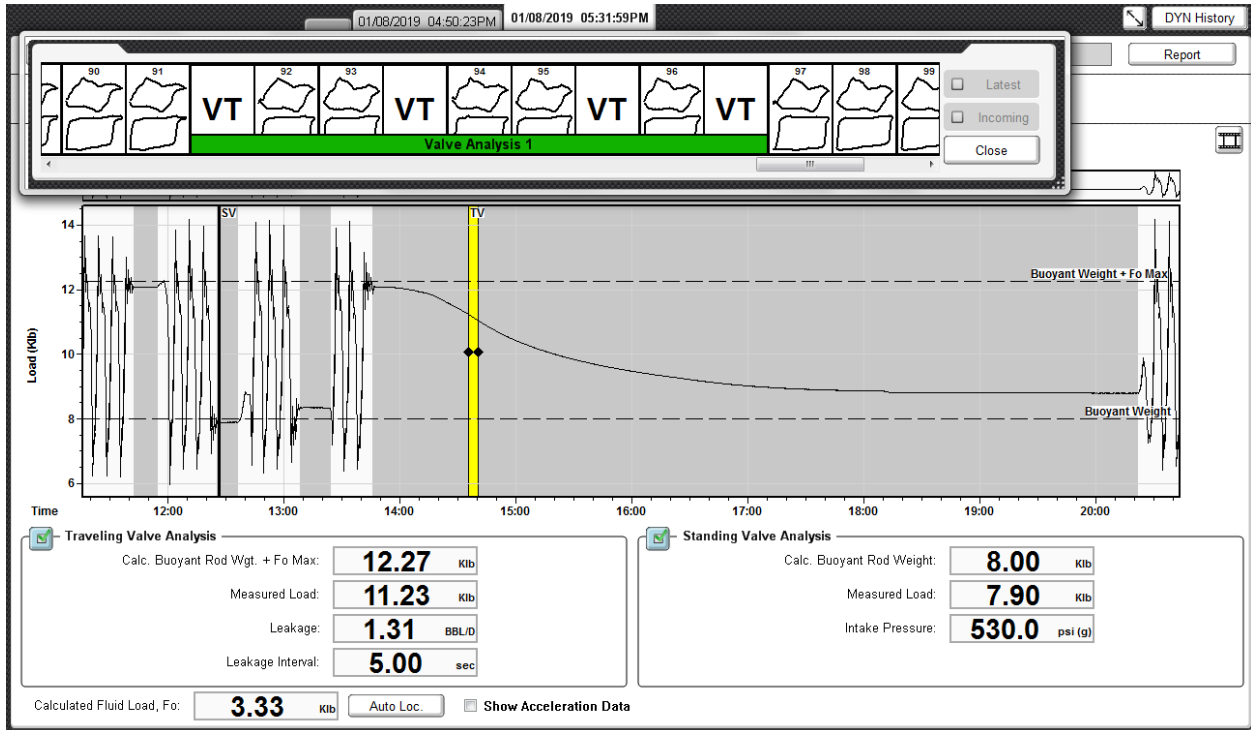 01/08/2019 04:50:23PM
01/08/2019 05:31:59PM
DYN History
Report
90 91 VT 92 93 VT 94 95 VT 96 VT 97 98 99
Valve Analysis 1
Latest
Incoming
Close
SV
TV
Buoyant Weight + Fo Max
Buoyant Weight
Load (Klb)
14
12
10
8
6
Time 12:00 13:00 14:00 15:00 16:00 17:00 18:00 19:00 20:00
Traveling Valve Analysis
Calc. Buoyant Rod Wgt. + Fo Max: 12.27 Klb
Measured Load: 11.23 Klb
Leakage: 1.31 BBL/D
Leakage Interval: 5.00 sec
Standing Valve Analysis
Calc. Buoyant Rod Weight: 8.00 Klb
Measured Load: 7.90 Klb
Intake Pressure: 530.0 psi (g)
Calculated Fluid Load, Fo: 3.33 Klb
Auto Loc.
Show Acceleration Data